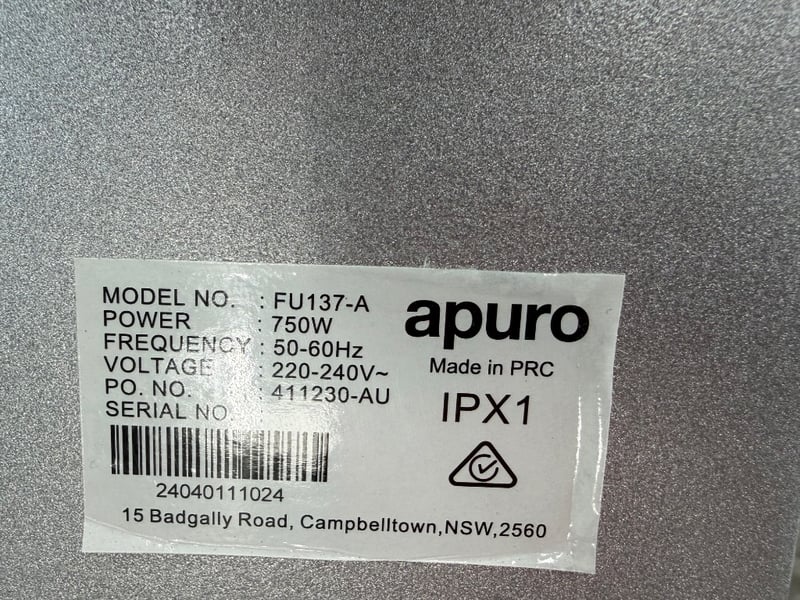 MODEL NO. : FU137-A
POWER : 750W
FREQUENCY : 50-60Hz
VOLTAGE : 220-240V~
PO. NO. : 411230-AU
SERIAL NO. :
24040111024
apuro
Made in PRC
IPX1
15 Badgally Road, Campbelltown,NSW,2560